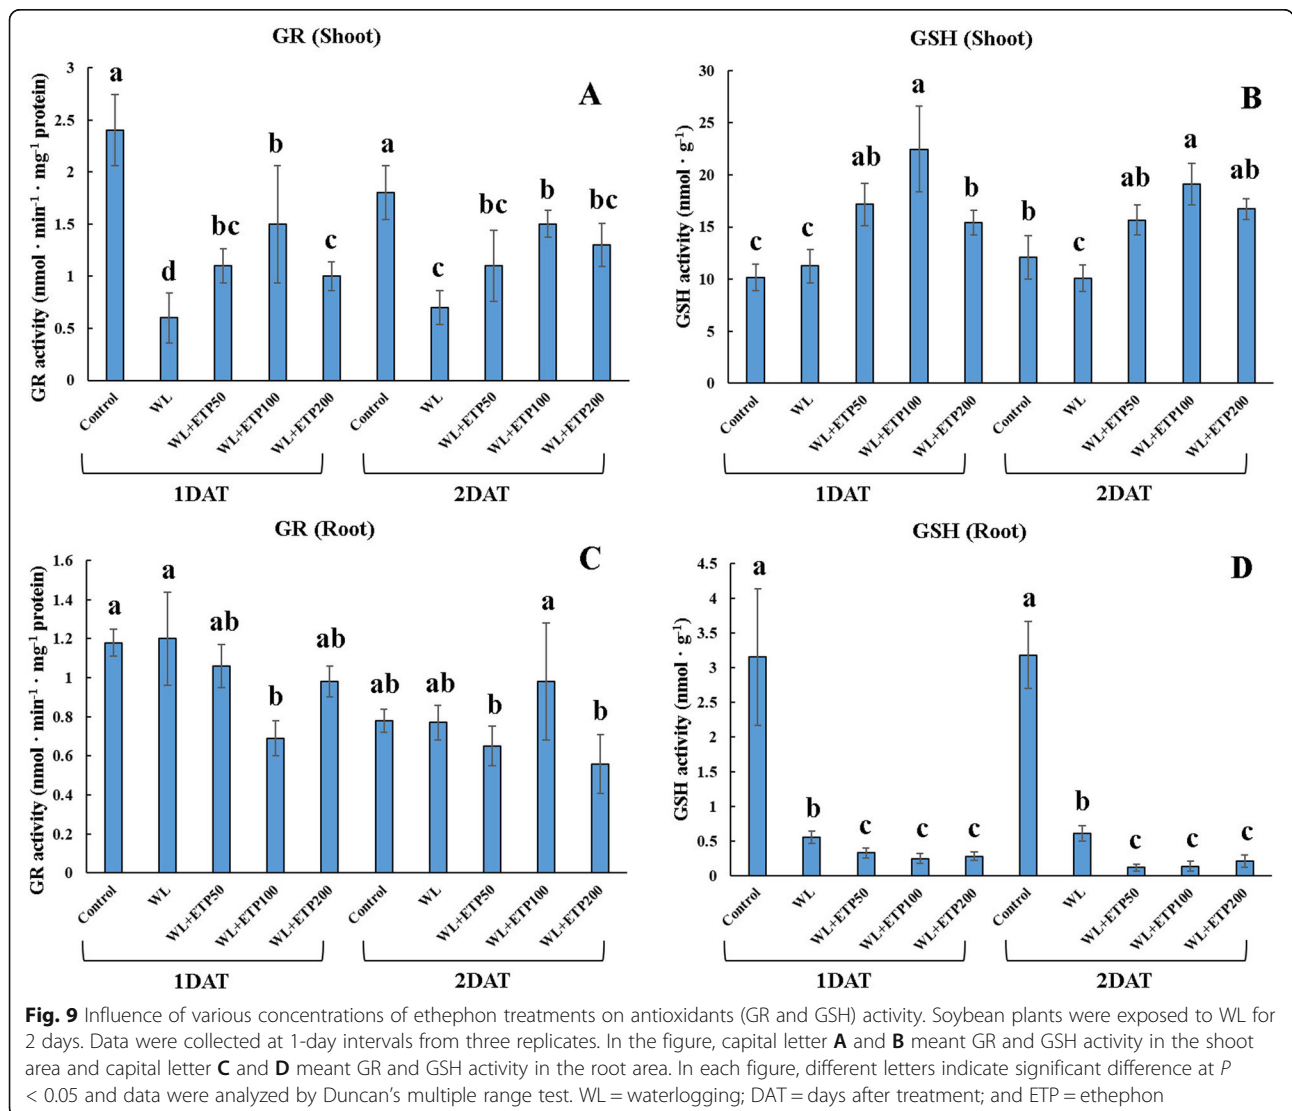 GR (Shoot)
A
GR activity (nmol · min-1 · mg-1 protein)
3
2.5
2
1.5
1
0.5
0
a
d
bc
b
c
a
c
bc
b
bc
Control
WL
WL+ETP50
WL+ETP100
WL+ETP200
Control
WL
WL+ETP50
WL+ETP100
WL+ETP200
1DAT
2DAT
GSH (Shoot)
B
GSH activity (nmol · g-1)
30
25
20
15
10
5
0
c
c
ab
a
b
b
c
ab
a
ab
Control
WL
WL+ETP50
WL+ETP100
WL+ETP200
Control
WL
WL+ETP50
WL+ETP100
WL+ETP200
1DAT
2DAT
GR (Root)
C
GR activity (nmol · min-1 · mg-1 protein)
1.6
1.4
1.2
1
0.8
0.6
0.4
0.2
0
a
a
ab
b
ab
ab
ab
b
a
b
Control
WL
WL+ETP50
WL+ETP100
WL+ETP200
Control
WL
WL+ETP50
WL+ETP100
WL+ETP200
1DAT
2DAT
GSH (Root)
D
GSH activity (nmol · g-1)
4.5
4
3.5
3
2.5
2
1.5
1
0.5
0
a
b
c
c
c
a
b
c
c
c
Control
WL
WL+ETP50
WL+ETP100
WL+ETP200
Control
WL
WL+ETP50
WL+ETP100
WL+ETP200
1DAT
2DAT
Fig. 9 Influence of various concentrations of ethephon treatments on antioxidants (GR and GSH) activity. Soybean plants were exposed to WL for
2 days. Data were collected at 1-day intervals from three replicates. In the figure, capital letter A and B meant GR and GSH activity in the shoot
area and capital letter C and D meant GR and GSH activity in the root area. In each figure, different letters indicate significant difference at P
< 0.05 and data were analyzed by Duncan's multiple range test. WL = waterlogging; DAT = days after treatment; and ETP = ethephon